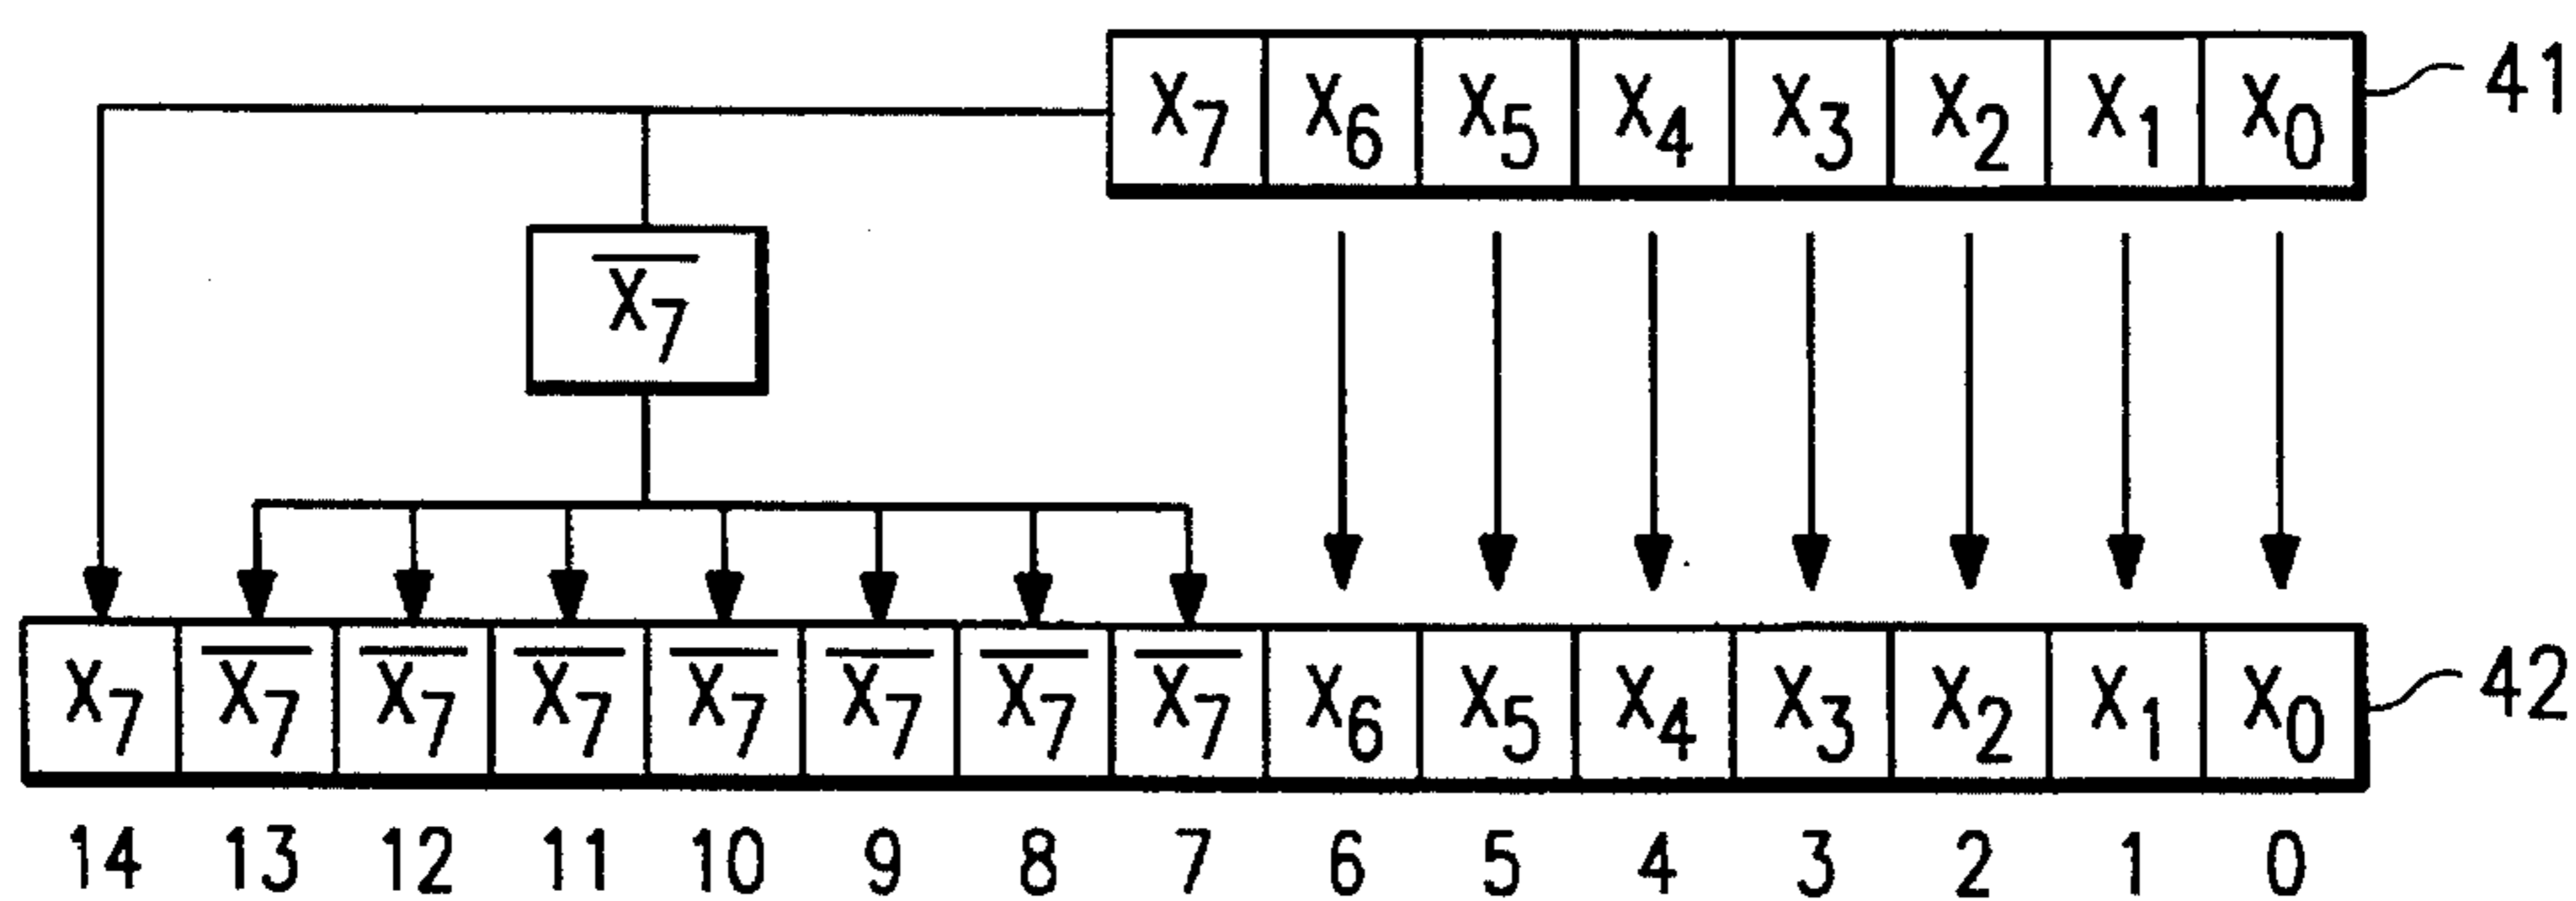 X₇ X₆ X₅ X₄ X₃ X₂ X₁ X₀ 41
X̅₇
X₇ X̅₇ X̅₇ X̅₇ X̅₇ X̅₇ X̅₇ X̅₇ X₆ X₅ X₄ X₃ X₂ X₁ X₀ 42
14 13 12 11 10 9 8 7 6 5 4 3 2 1 0